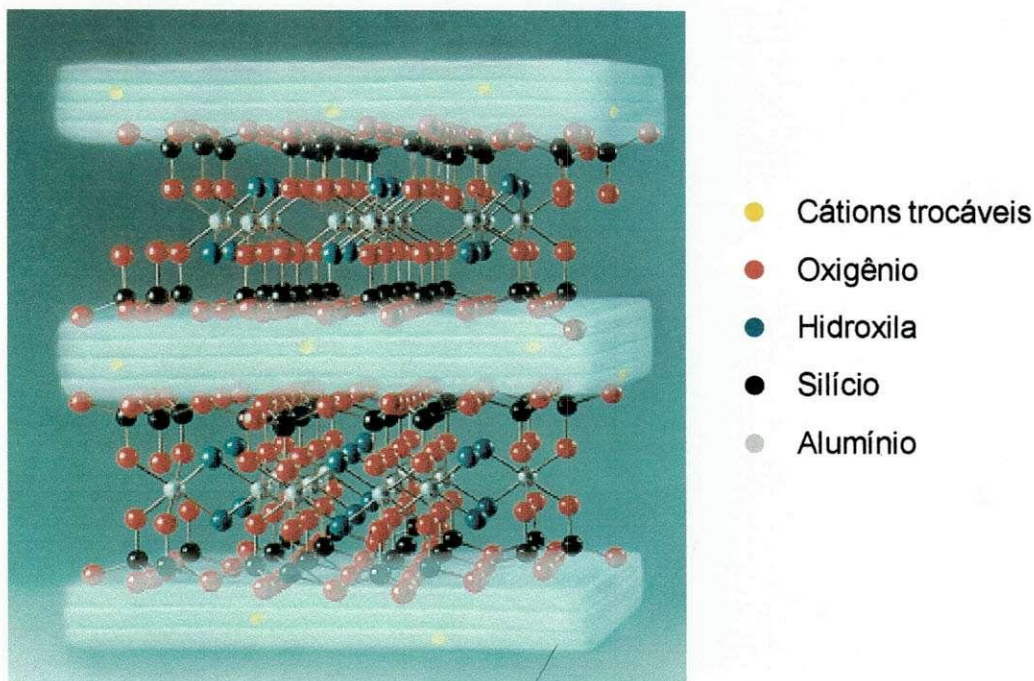 Cátions trocáveis
Oxigênio
Hidroxila
Silício
Alumínio